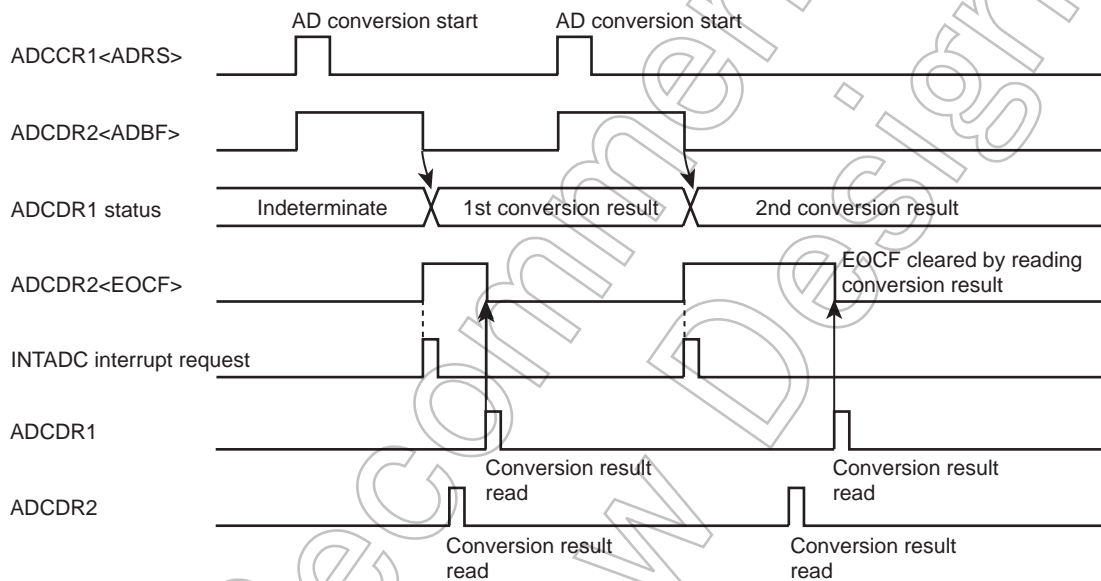 AD conversion start AD conversion start
ADCCR1<ADRS>
ADCDR2<ADBF>
ADCDR1 status Indeterminate 1st conversion result 2nd conversion result
EOCF cleared by reading
conversion result
ADCDR2<EOCF>
INTADC interrupt request
ADCDR1
Conversion result
read
Conversion result
read
ADCDR2
Conversion result
read
Conversion result
read